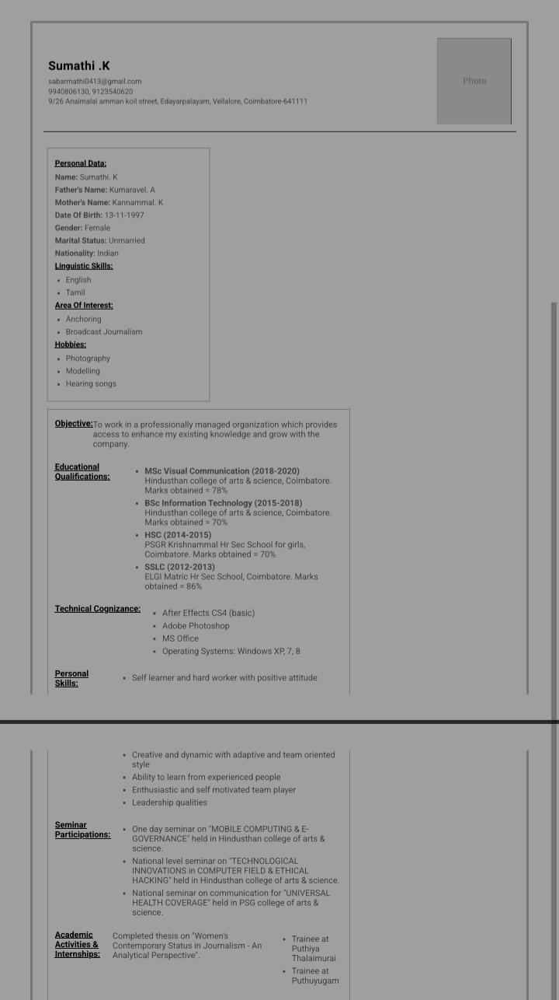 Sumathi .K
sabarmathi0413@gmail.com
9940806130, 9123540620
9/26 Anaimalai amman koil street, Edayarpalayam, Vellalore, Coimbatore-641111
Photo
Personal Data:
Name: Sumathi. K
Father's Name: Kumaravel. A
Mother's Name: Kannammal. K
Date Of Birth: 13-11-1997
Gender: Female
Marital Status: Unmarried
Nationality: Indian
Linguistic Skills:
• English
• Tamil
Area Of Interest:
• Anchoring
• Broadcast Journalism
Hobbies:
• Photography
• Modelling
• Hearing songs
Objective:To work in a professionally managed organization which provides
access to enhance my existing knowledge and grow with the
company.
Educational
Qualifications:
• MSc Visual Communication (2018-2020)
Hindusthan college of arts & science, Coimbatore.
Marks obtained = 78%
• BSc Information Technology (2015-2018)
Hindusthan college of arts & science, Coimbatore.
Marks obtained = 70%
• HSC (2014-2015)
PSGR Krishnammal Hr Sec School for girls,
Coimbatore. Marks obtained = 70%
• SSLC (2012-2013)
ELGI Matric Hr Sec School, Coimbatore. Marks
obtained = 86%
Technical Cognizance:
• After Effects CS4 (basic)
• Adobe Photoshop
• MS Office
• Operating Systems: Windows XP, 7, 8
Personal
Skills:
• Self learner and hard worker with positive attitude
• Creative and dynamic with adaptive and team oriented
style
• Ability to learn from experienced people
• Enthusiastic and self motivated team player
• Leadership qualities
Seminar
Participations:
• One day seminar on "MOBILE COMPUTING & E-
GOVERNANCE" held in Hindusthan college of arts &
science.
• National level seminar on "TECHNOLOGICAL
INNOVATIONS in COMPUTER FIELD & ETHICAL
HACKING" held in Hindusthan college of arts & science.
• National seminar on communication for "UNIVERSAL
HEALTH COVERAGE" held in PSG college of arts &
science.
Academic
Activities &
Internships:
Completed thesis on "Women's
Contemporary Status in Journalism - An
Analytical Perspective".
• Trainee at
Puthiya
Thalaimurai
• Trainee at
Puthuyugam